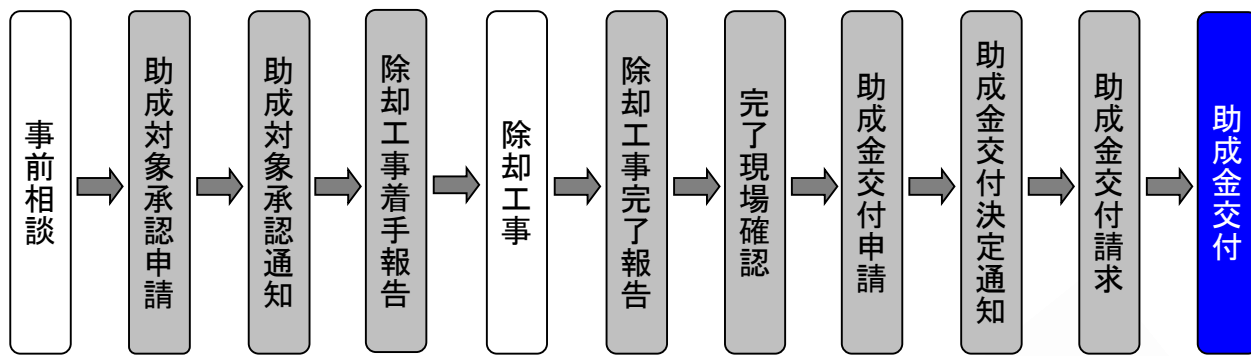 事前相談
助成対象承認申請
助成対象承認通知
除却工事着手報告
除却工事
除却工事完了報告
完了現場確認
助成金交付申請
助成金交付決定通知
助成金交付請求
助成金交付